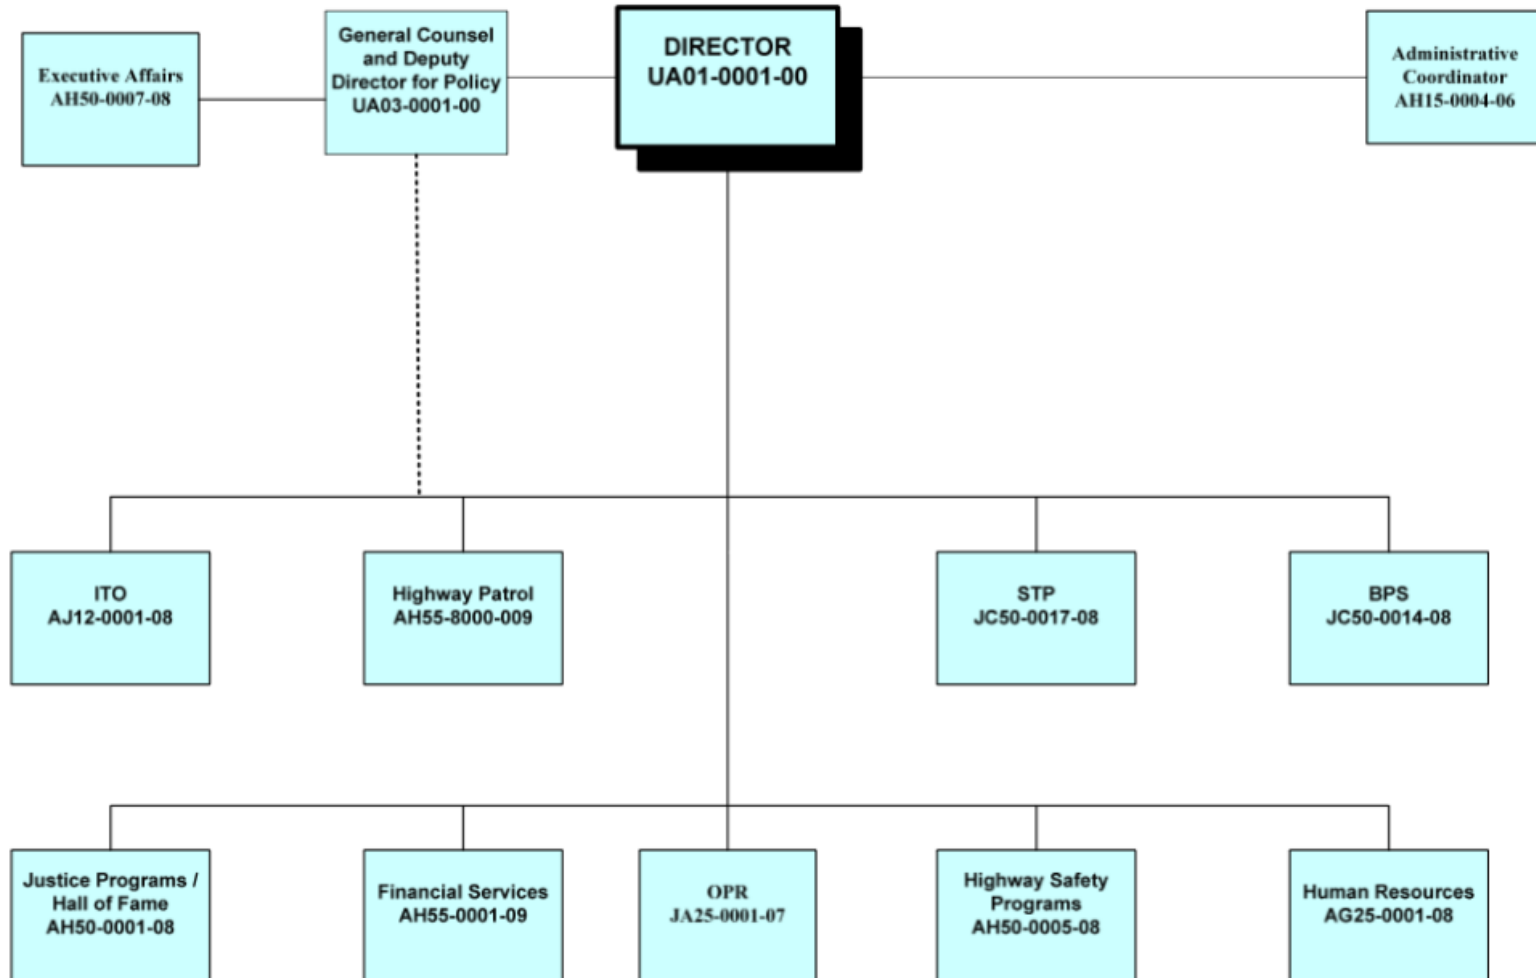 Executive Affairs
AH50-0007-08
General Counsel
and Deputy
Director for Policy
UA03-0001-00
DIRECTOR
UA01-0001-00
Administrative
Coordinator
AH15-0004-06
ITO
AJ12-0001-08
Highway Patrol
AH55-8000-009
STP
JC50-0017-08
BPS
JC50-0014-08
Justice Programs /
Hall of Fame
AH50-0001-08
Financial Services
AH55-0001-09
OPR
JA25-0001-07
Highway Safety
Programs
AH50-0005-08
Human Resources
AG25-0001-08